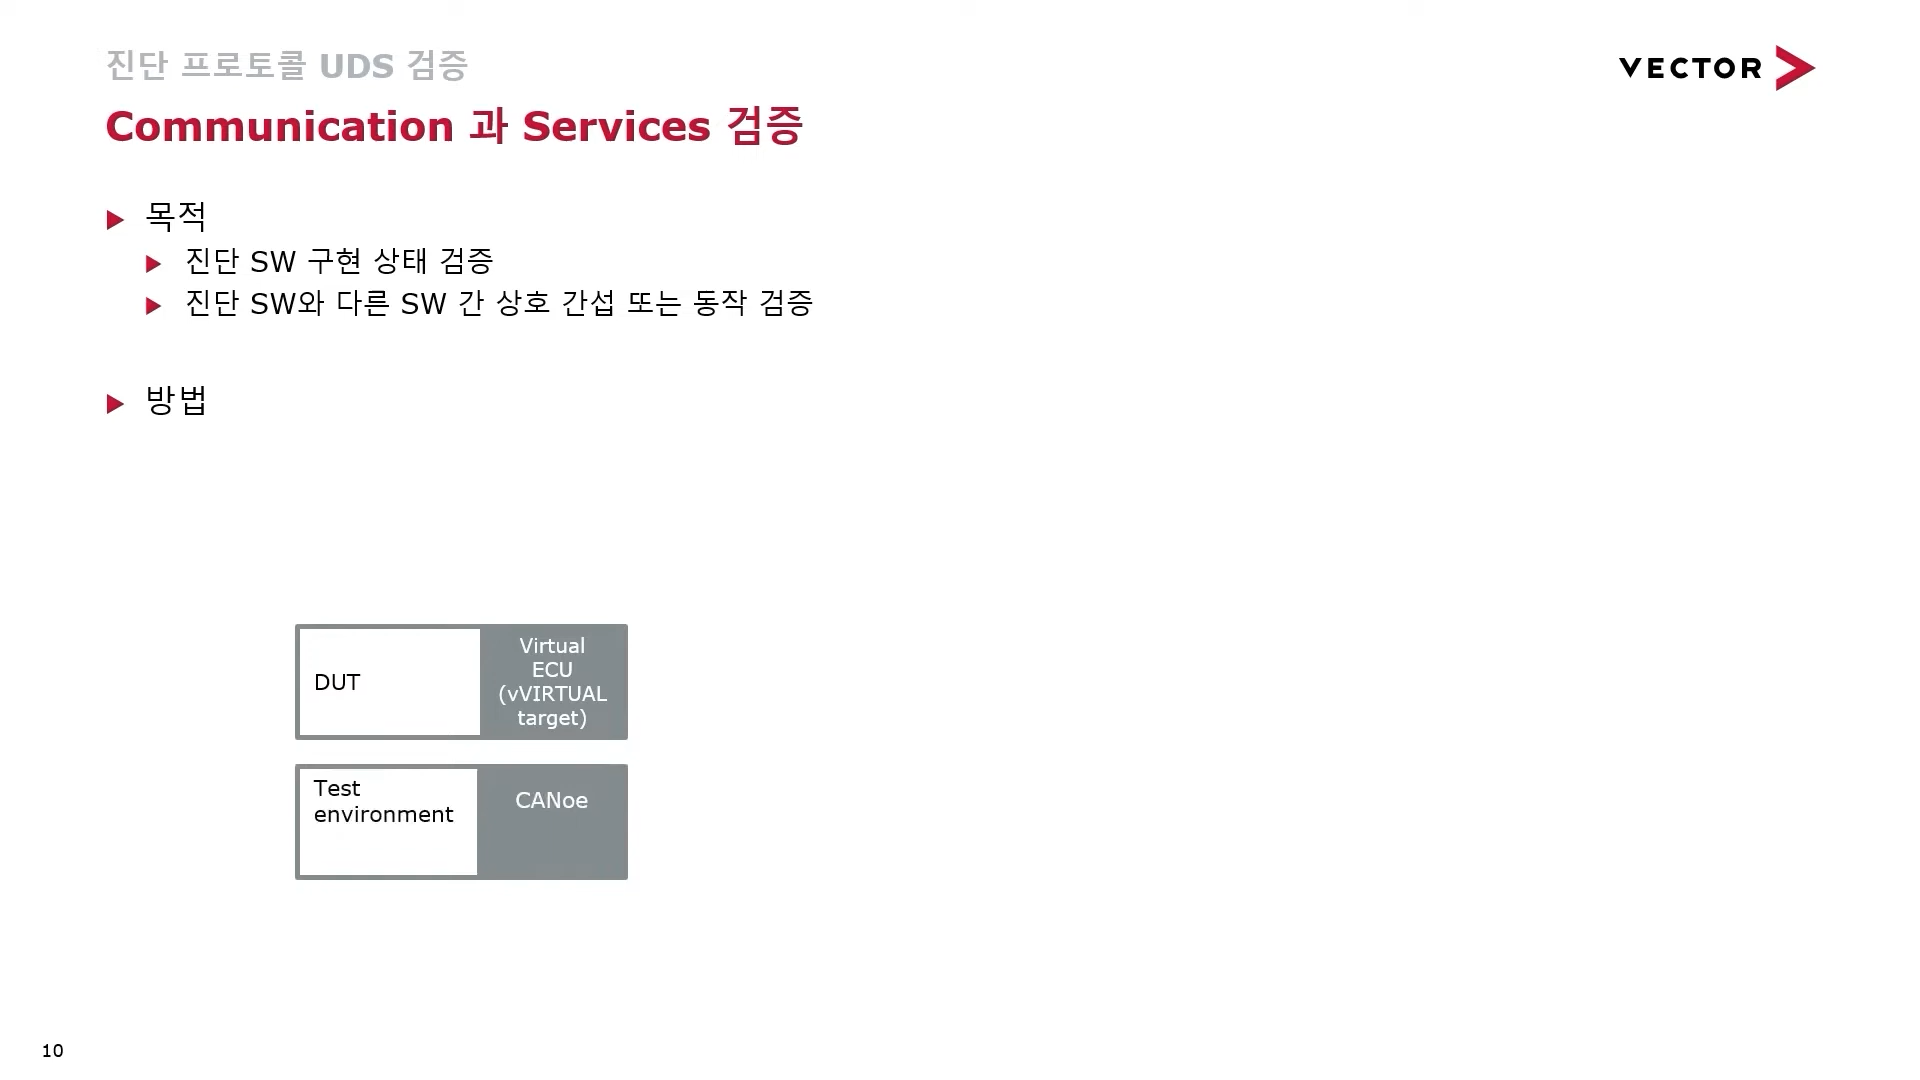 진단 프로토콜 UDS 검증
VECTOR
Communication 과 Services 검증
목적
진단 SW 구현 상태 검증
진단 SW와 다른 SW 간 상호 간섭 또는 동작 검증
방법
DUT
Virtual
ECU
(vVIRTUAL
target)
Test
environment
CANoe
10